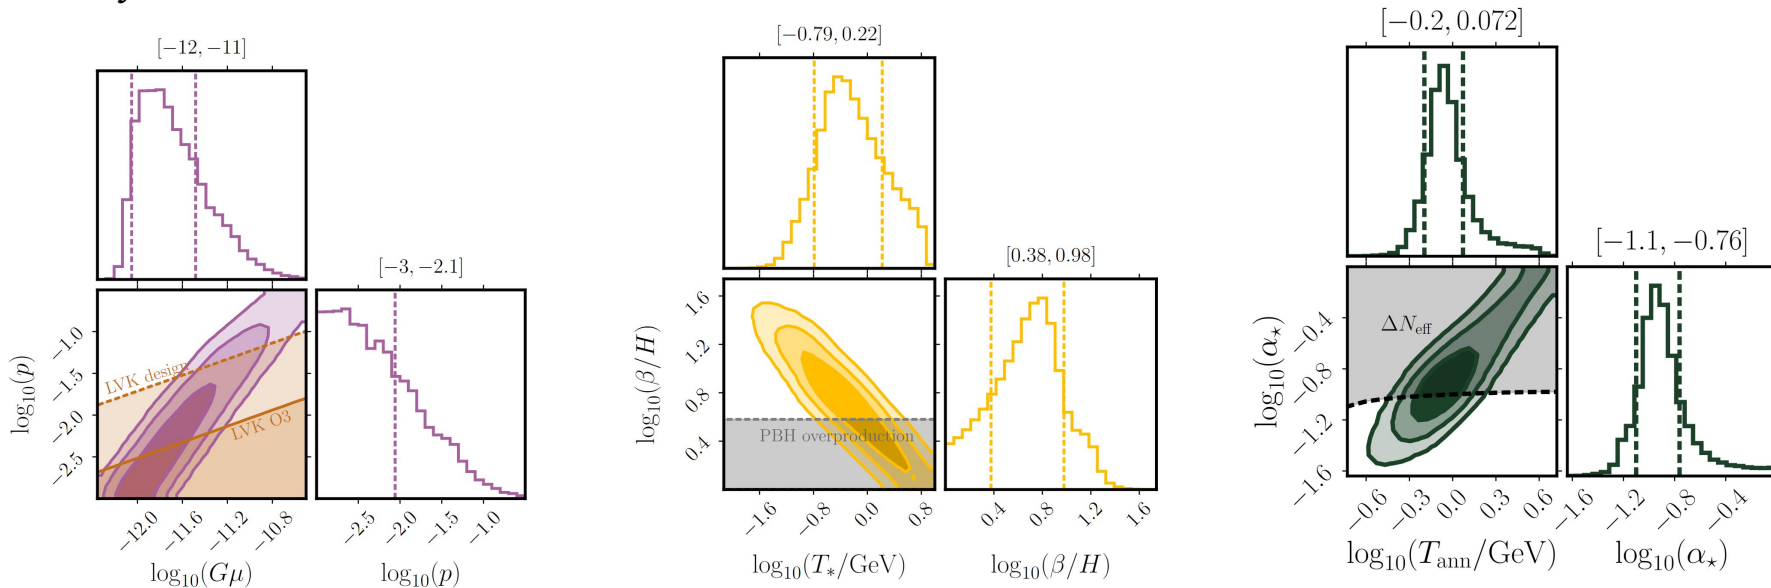 [−12, −11]
[−3, −2.1]
log₁₀(p)
−1.0
−1.5
−2.0
−2.5
LVK design
LVK O3
−12.0 −11.6 −11.2 −10.8
log₁₀(Gμ)
−2.5 −2.0 −1.5 −1.0
log₁₀(p)
[−0.79, 0.22]
[0.38, 0.98]
log₁₀(β/H)
1.6
1.2
0.8
0.4
PBH overproduction
−1.6 −0.8 0.0 0.8
log₁₀(T∗/GeV)
0.4 0.8 1.2 1.6
log₁₀(β/H)
[−0.2, 0.072]
[−1.1, −0.76]
log₁₀(α⋆)
−0.4
−0.8
−1.2
−1.6
ΔN_eff
−0.6 −0.3 0.0 0.3 0.6
log₁₀(T_ann/GeV)
−1.6 −1.2 −0.8 −0.4
log₁₀(α⋆)